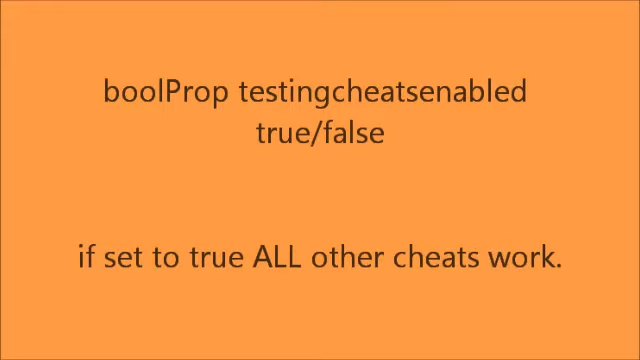 boolProp testingcheatsenabled
true/false
if set to true ALL other cheats work.